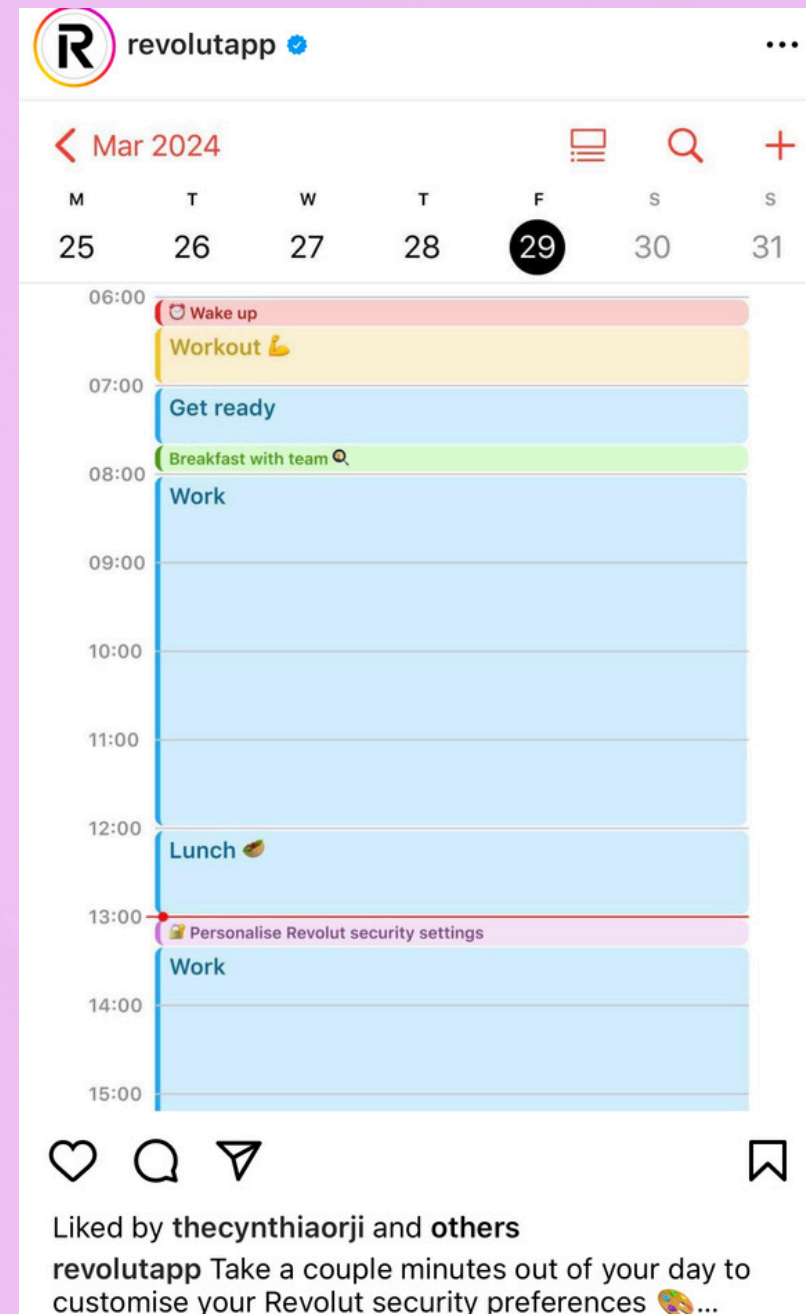 revolutapp
Mar 2024
M T W T F S S
25 26 27 28 29 30 31
06:00
⏰ Wake up
Workout 💪
07:00
Get ready
Breakfast with team 🍳
08:00
Work
09:00
10:00
11:00
12:00
Lunch 🥙
13:00
🔐 Personalise Revolut security settings
Work
14:00
15:00
Liked by thecynthiaorji and others
revolutapp Take a couple minutes out of your day to
customise your Revolut security preferences 🎨...